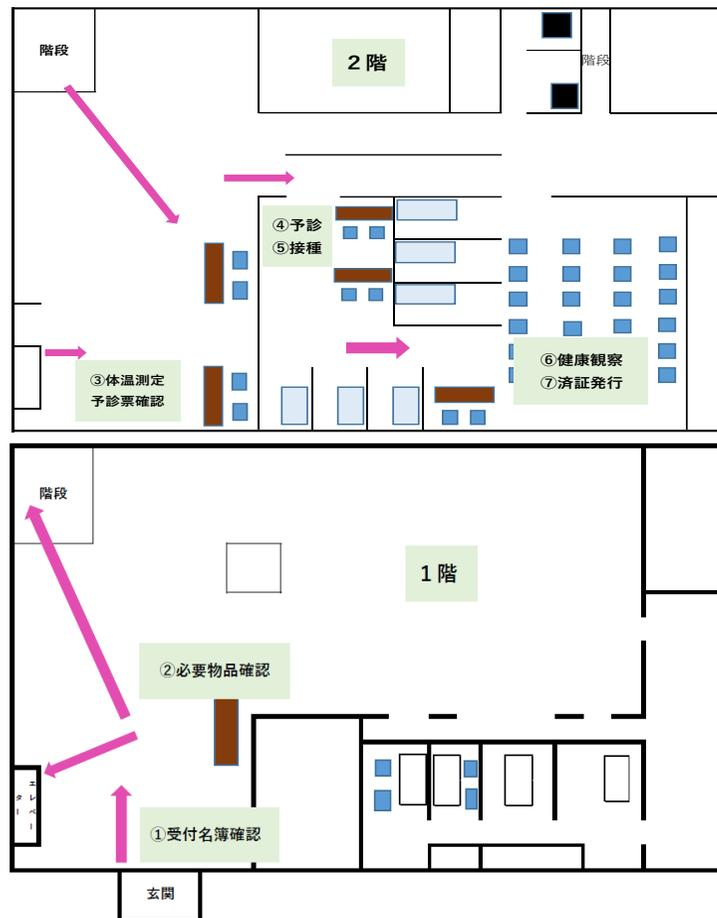 階段
２階
階段
④予診
⑤接種
③体温測定
予診票確認
⑥健康観察
⑦済証発行
階段
１階
②必要物品確認
エレベーター
①受付名簿確認
玄関